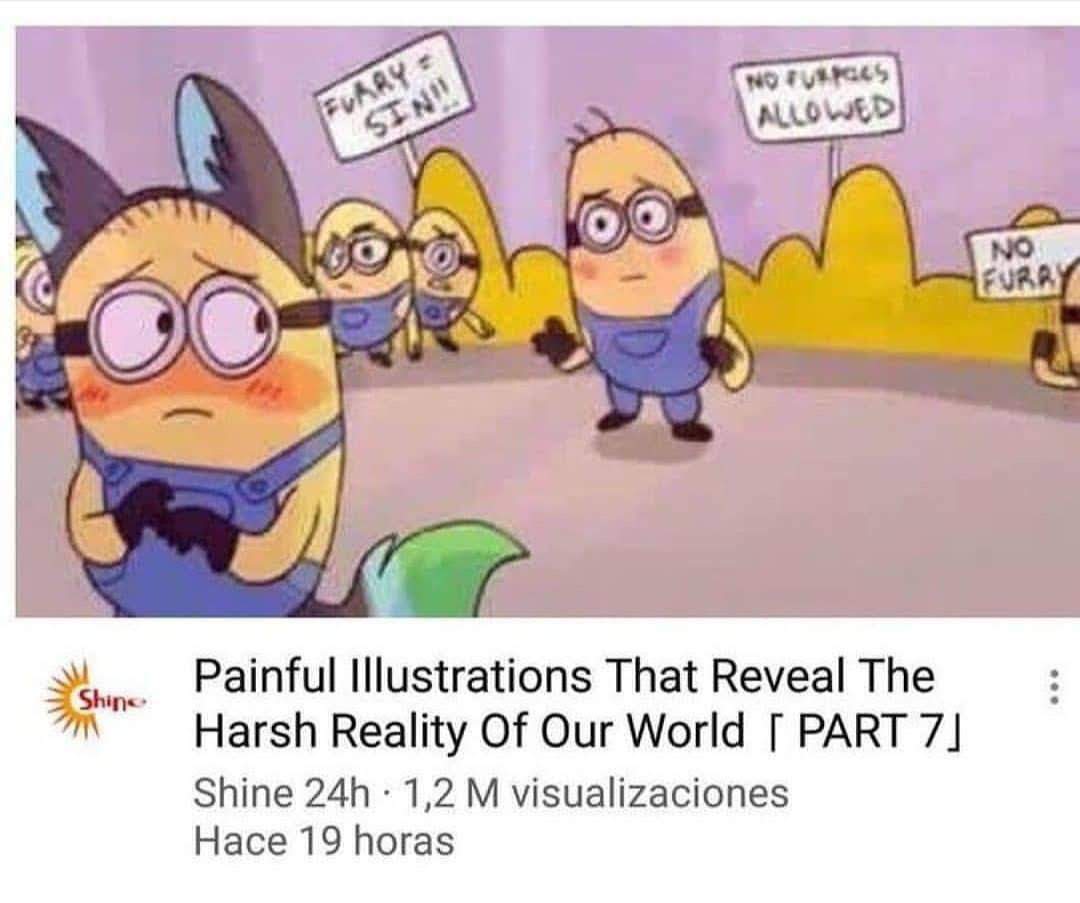 FURRY =
SIN!!
NO FURRIES
ALLOWED
NO
FURRY
Shine
Painful Illustrations That Reveal The
Harsh Reality Of Our World「 PART 7」
Shine 24h · 1,2 M visualizaciones
Hace 19 horas